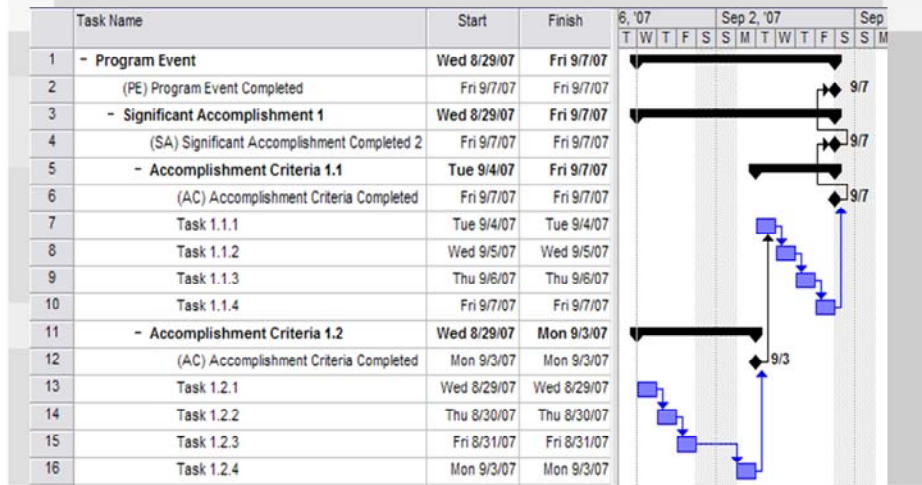 Task Name Start Finish 6, '07 Sep 2, '07 Sep
T W T F S S M T W T F S S M
1 − Program Event Wed 8/29/07 Fri 9/7/07
2 (PE) Program Event Completed Fri 9/7/07 Fri 9/7/07 9/7
3 − Significant Accomplishment 1 Wed 8/29/07 Fri 9/7/07
4 (SA) Significant Accomplishment Completed 2 Fri 9/7/07 Fri 9/7/07 9/7
5 − Accomplishment Criteria 1.1 Tue 9/4/07 Fri 9/7/07
6 (AC) Accomplishment Criteria Completed Fri 9/7/07 Fri 9/7/07 9/7
7 Task 1.1.1 Tue 9/4/07 Tue 9/4/07
8 Task 1.1.2 Wed 9/5/07 Wed 9/5/07
9 Task 1.1.3 Thu 9/6/07 Thu 9/6/07
10 Task 1.1.4 Fri 9/7/07 Fri 9/7/07
11 − Accomplishment Criteria 1.2 Wed 8/29/07 Mon 9/3/07
12 (AC) Accomplishment Criteria Completed Mon 9/3/07 Mon 9/3/07 9/3
13 Task 1.2.1 Wed 8/29/07 Wed 8/29/07
14 Task 1.2.2 Thu 8/30/07 Thu 8/30/07
15 Task 1.2.3 Fri 8/31/07 Fri 8/31/07
16 Task 1.2.4 Mon 9/3/07 Mon 9/3/07